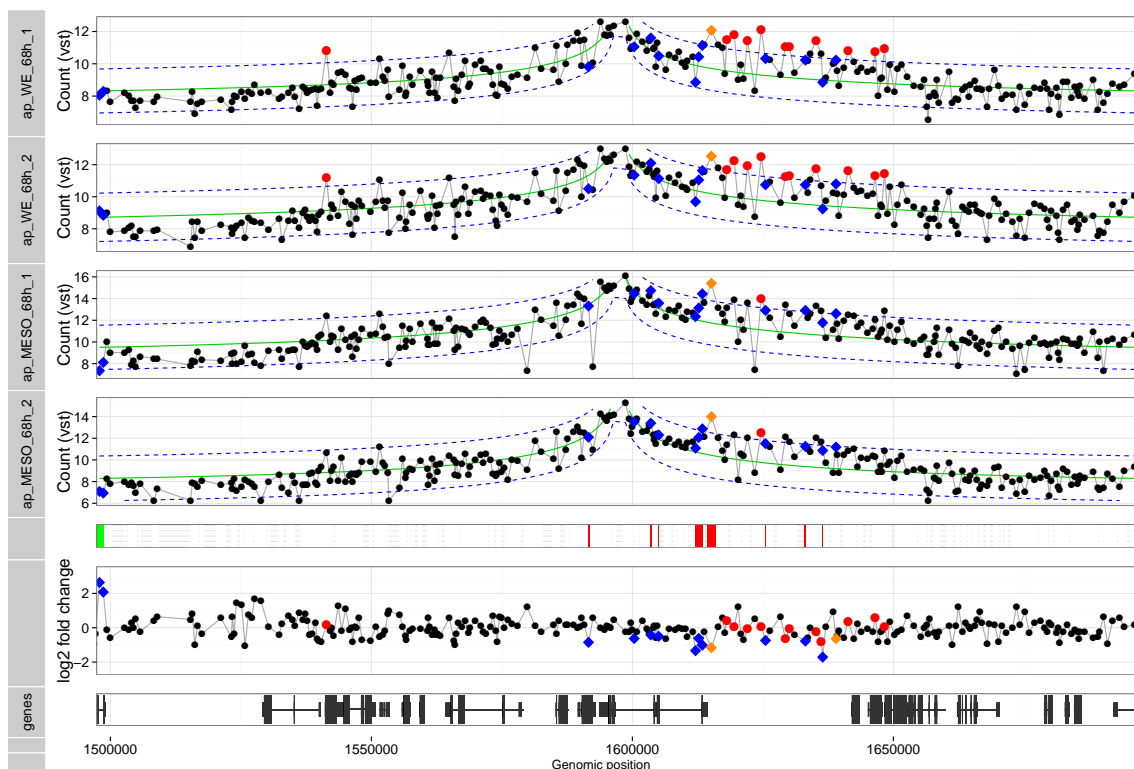 ap_WE_68h_1
Count (vst)
12
10
8
ap_WE_68h_2
Count (vst)
12
10
8
ap_MESO_68h_1
Count (vst)
16
14
12
10
8
ap_MESO_68h_2
Count (vst)
14
12
10
8
6
log2 fold change
2
0
−2
genes
1500000 1550000 1600000 1650000
Genomic position